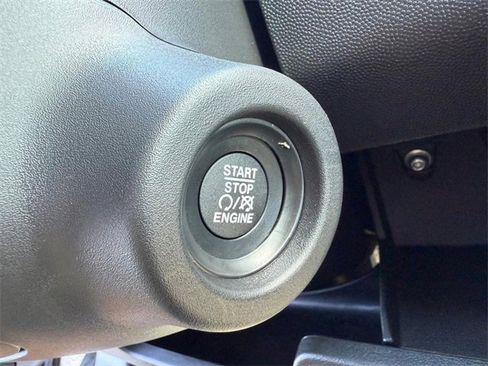 START
STOP
/
ENGINE